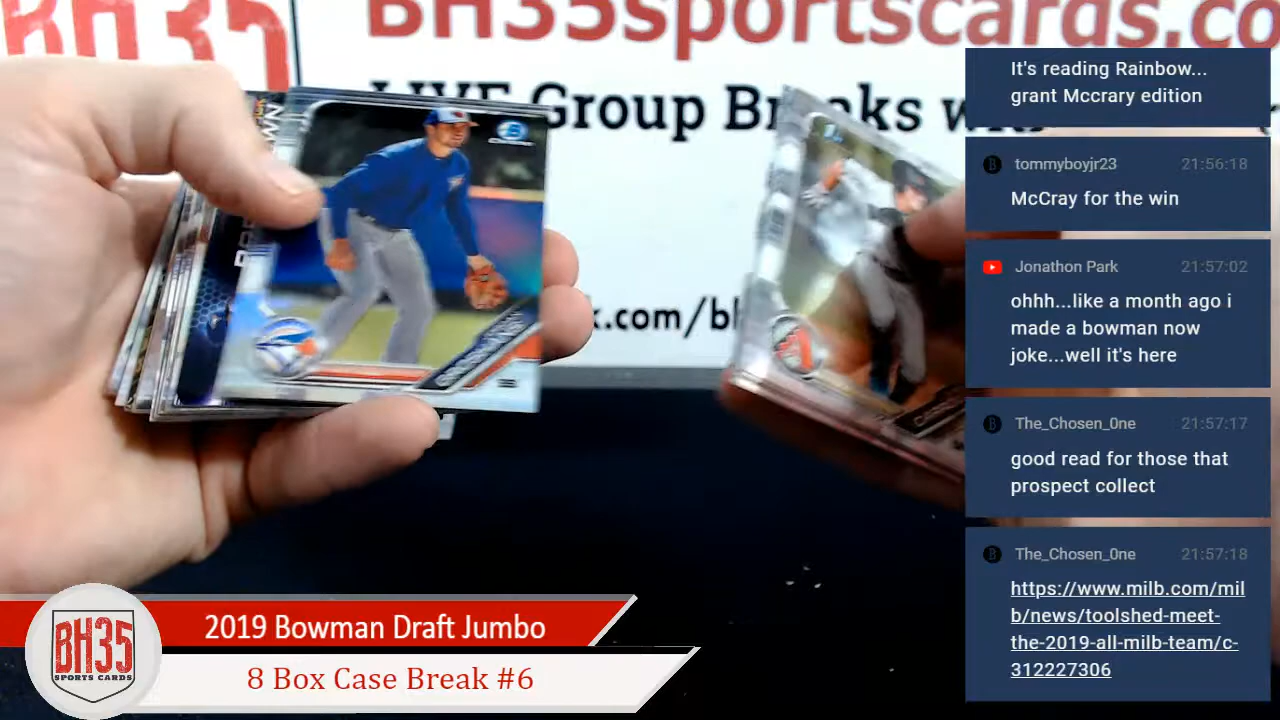 BH35
BH35sportscards.co
LIVE Group Breaks w
k.com/bl
It's reading Rainbow...
grant Mccrary edition
tommyboyjr23 21:56:18
McCray for the win
Jonathon Park 21:57:02
ohhh...like a month ago i
made a bowman now
joke...well it's here
The_Chosen_0ne 21:57:17
good read for those that
prospect collect
The_Chosen_0ne 21:57:18
https://www.milb.com/mil
b/news/toolshed-meet-
the-2019-all-milb-team/c-
312227306
BH35
SPORTS CARDS
2019 Bowman Draft Jumbo
8 Box Case Break #6